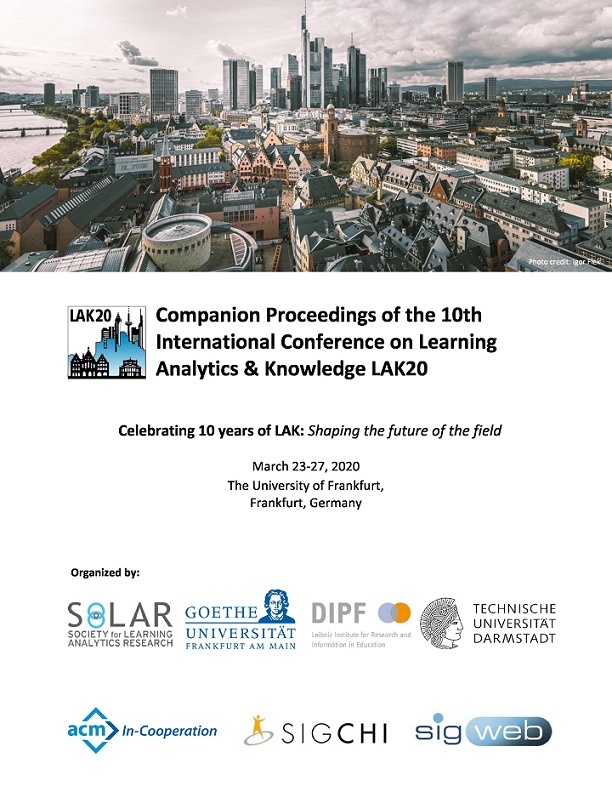 Photo credit: Igor Flek
LAK20
Companion Proceedings of the 10th
International Conference on Learning
Analytics & Knowledge LAK20
Celebrating 10 years of LAK: Shaping the future of the field
March 23-27, 2020
The University of Frankfurt,
Frankfurt, Germany
Organized by:
SOLAR
SOCIETY for LEARNING
ANALYTICS RESEARCH
GOETHE
UNIVERSITÄT
FRANKFURT AM MAIN
DIPF
Leibniz Institute for Research and
Information in Education
TECHNISCHE
UNIVERSITÄT
DARMSTADT
acm In-Cooperation
SIGCHI
sigweb